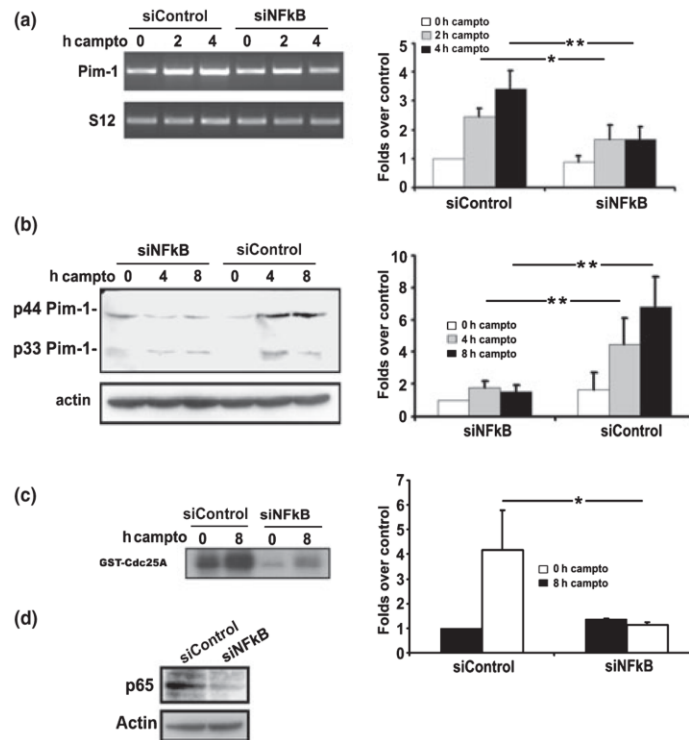 (a)
siControl siNFkB
h campto 0 2 4 0 2 4
Pim-1
S12
Folds over control
5
4
3
2
1
0
0 h campto
2 h campto
4 h campto
**
*
siControl siNFkB
(b)
siNFkB siControl
h campto 0 4 8 0 4 8
p44 Pim-1-
p33 Pim-1-
actin
Folds over control
10
8
6
4
2
0
0 h campto
4 h campto
8 h campto
**
**
siNFkB siControl
(c)
siControl siNFkB
h campto 0 8 0 8
GST-Cdc25A
Folds over control
7
6
5
4
3
2
1
0
*
0 h campto
8 h campto
siControl siNFkB
(d)
siControl siNFkB
p65
Actin